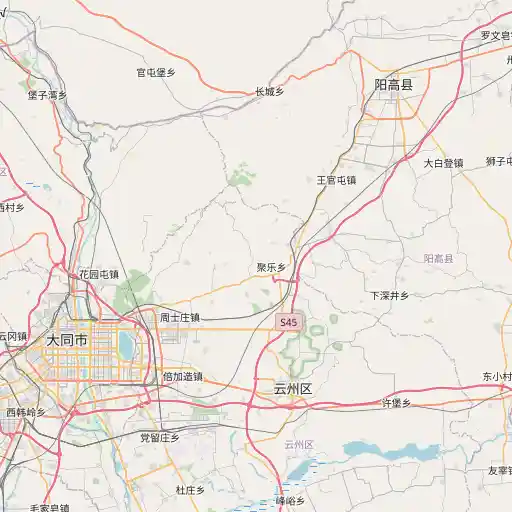 罗文皂
官屯堡乡
阳高县
长城乡
堡子湾乡
大白登镇
狮子屯
王官屯镇
西村乡
阳高县
聚乐乡
花园屯镇
下深井乡
周士庄镇
S45
云冈镇
大同市
倍加造镇
东小村
云州区
许堡乡
西韩岭乡
党留庄乡
云州区
友宰镇
杜庄乡
峰峪乡
毛家皂镇